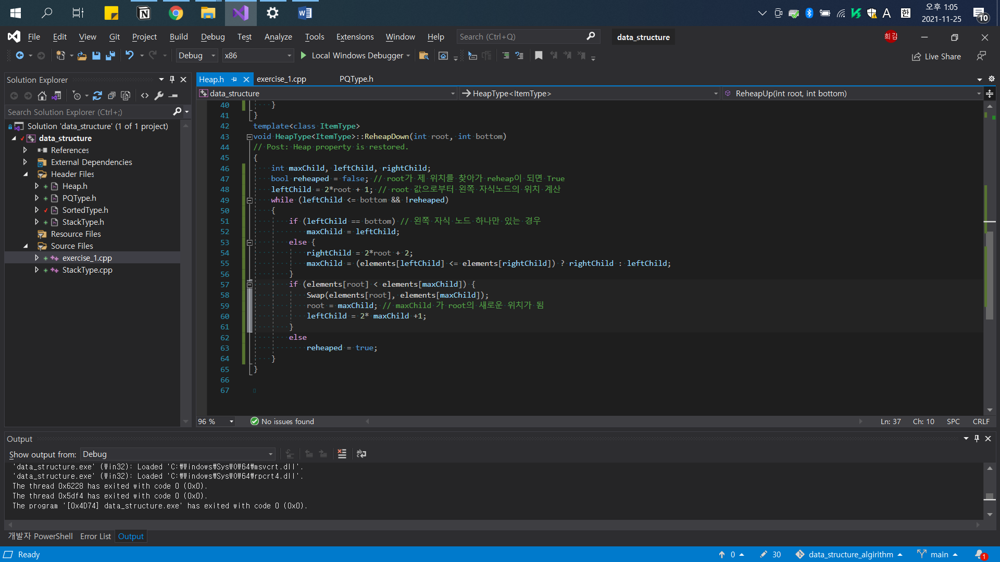 오후 1:05
2021-11-25
A
한
10
File Edit View Git Project Build Debug Test Analyze Tools Extensions Window Help
Search (Ctrl+Q)
data_structure
희김
Debug
x86
Local Windows Debugger
Live Share
Solution Explorer
Search Solution Explorer (Ctrl+;)
Solution 'data_structure' (1 of 1 project)
data_structure
References
External Dependencies
Header Files
Heap.h
PQType.h
SortedType.h
StackType.h
Resource Files
Source Files
exercise_1.cpp
StackType.cpp
Heap.h exercise_1.cpp PQType.h
data_structure HeapType<ItemType> ReheapUp(int root, int bottom)
40 }
41 }
42 template<class ItemType>
43 void HeapType<ItemType>::ReheapDown(int root, int bottom)
44 // Post: Heap property is restored.
45 {
46 int maxChild, leftChild, rightChild;
47 bool reheaped = false; // root가 제 위치를 찾아가 reheap이 되면 True
48 leftChild = 2*root + 1; // root 값으로부터 왼쪽 자식노드의 위치 계산
49 while (leftChild <= bottom && !reheaped)
50 {
51 if (leftChild == bottom) // 왼쪽 자식 노드 하나만 있는 경우
52 maxChild = leftChild;
53 else {
54 rightChild = 2*root + 2;
55 maxChild = (elements[leftChild] <= elements[rightChild]) ? rightChild : leftChild;
56 }
57 if (elements[root] < elements[maxChild]) {
58 Swap(elements[root], elements[maxChild]);
59 root = maxChild; // maxChild 가 root의 새로운 위치가 됨
60 leftChild = 2* maxChild +1;
61 }
62 else
63 reheaped = true;
64 }
65 }
66
67
96 % No issues found Ln: 37 Ch: 10 SPC CRLF
Output
Show output from: Debug
'data_structure.exe' (Win32): Loaded 'C:₩Windows₩SysWOW64₩msvcrt.dll'.
'data_structure.exe' (Win32): Loaded 'C:₩Windows₩SysWOW64₩rpcrt4.dll'.
The thread 0x6228 has exited with code 0 (0x0).
The thread 0x5df4 has exited with code 0 (0x0).
The program '[0x4D74] data_structure.exe' has exited with code 0 (0x0).
개발자 PowerShell Error List Output
Ready 0 30 data_structure_algirithm main 1